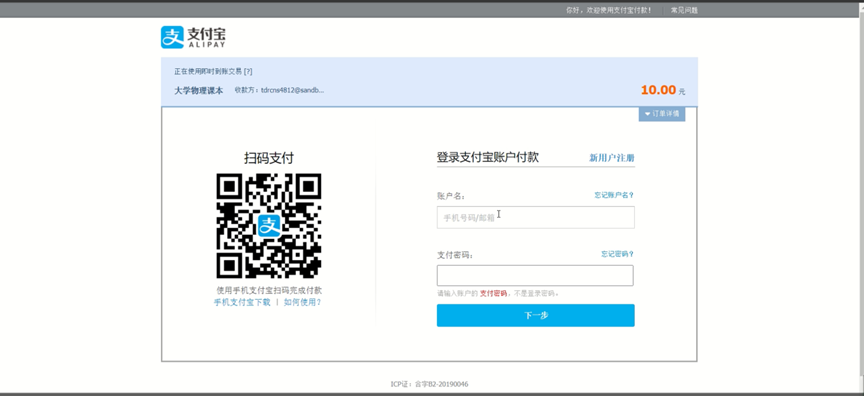 你好，欢迎使用支付宝付款！ 常见问题
支付宝
ALIPAY
正在使用即时到账交易 [?]
大学物理课本 收款方：tdrcns4812@sandb...
10.00 元
订单详情
扫码支付
使用手机支付宝扫码完成付款
手机支付宝下载 | 如何使用?
登录支付宝账户付款 新用户注册
账户名： 忘记账户名?
手机号码/邮箱
支付密码： 忘记密码?
请输入账户的 支付密码，不是登录密码。
下一步
ICP证：合字B2-20190046